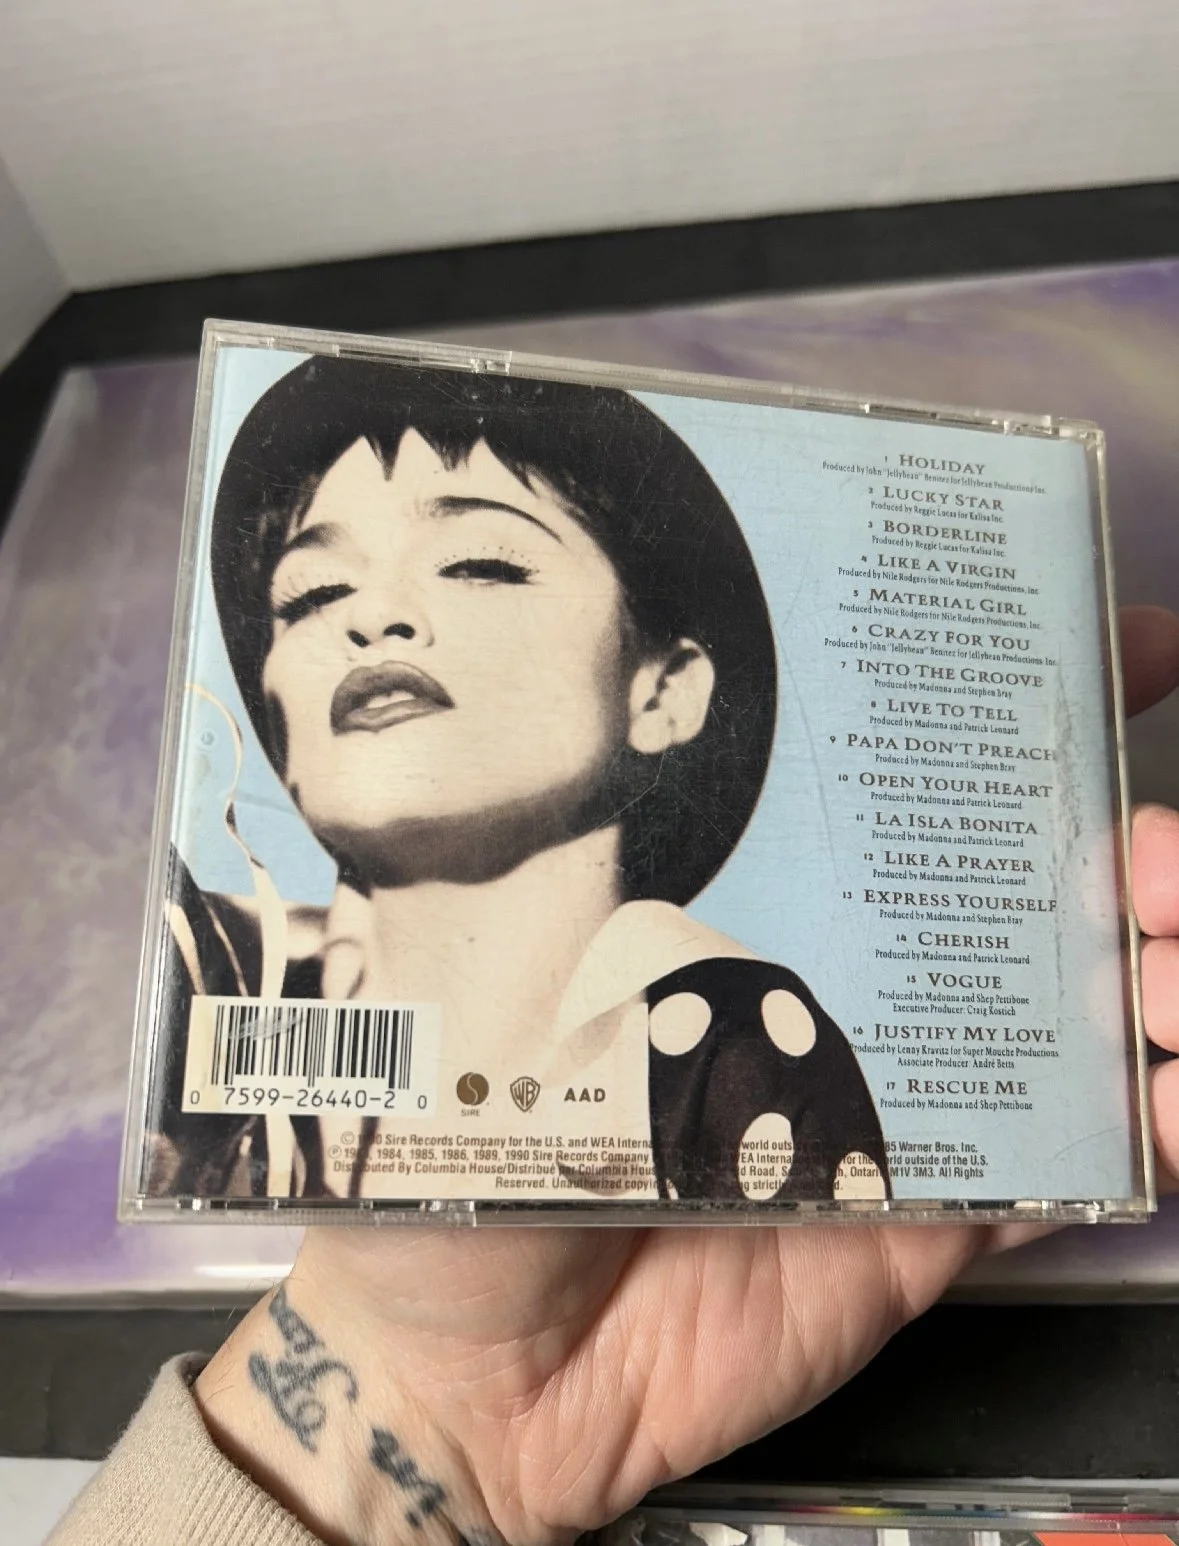 1 HOLIDAY
Produced by John "Jellybean" Benitez for Jellybean Productions Inc.
2 LUCKY STAR
Produced by Reggie Lucas for Kalisa Inc.
3 BORDERLINE
Produced by Reggie Lucas for Kalisa Inc.
4 LIKE A VIRGIN
Produced by Nile Rodgers for Nile Rodgers Productions, Inc.
5 MATERIAL GIRL
Produced by Nile Rodgers for Nile Rodgers Productions, Inc.
6 CRAZY FOR YOU
Produced by John "Jellybean" Benitez for Jellybean Productions Inc.
7 INTO THE GROOVE
Produced by Madonna and Stephen Bray
8 LIVE TO TELL
Produced by Madonna and Patrick Leonard
9 PAPA DON'T PREACH
Produced by Madonna and Stephen Bray
10 OPEN YOUR HEART
Produced by Madonna and Patrick Leonard
11 LA ISLA BONITA
Produced by Madonna and Patrick Leonard
12 LIKE A PRAYER
Produced by Madonna and Patrick Leonard
13 EXPRESS YOURSELF
Produced by Madonna and Stephen Bray
14 CHERISH
Produced by Madonna and Patrick Leonard
15 VOGUE
Produced by Madonna and Shep Pettibone
Executive Producer: Craig Kostich
16 JUSTIFY MY LOVE
Produced by Lenny Kravitz for Super Mouche Productions
Associate Producer: André Betts
17 RESCUE ME
Produced by Madonna and Shep Pettibone
0 7599-26440-2 0
SIRE
WB
AAD
© Sire Records Company for the U.S. and WEA world Warner Bros. Inc.
℗ 1984, 1985, 1986, 1989, 1990 Sire Records Company WEA for the outside of the U.S.
By Columbia House/Distribué par Columbia Road, M1V 3M3. All Rights
Reserved.